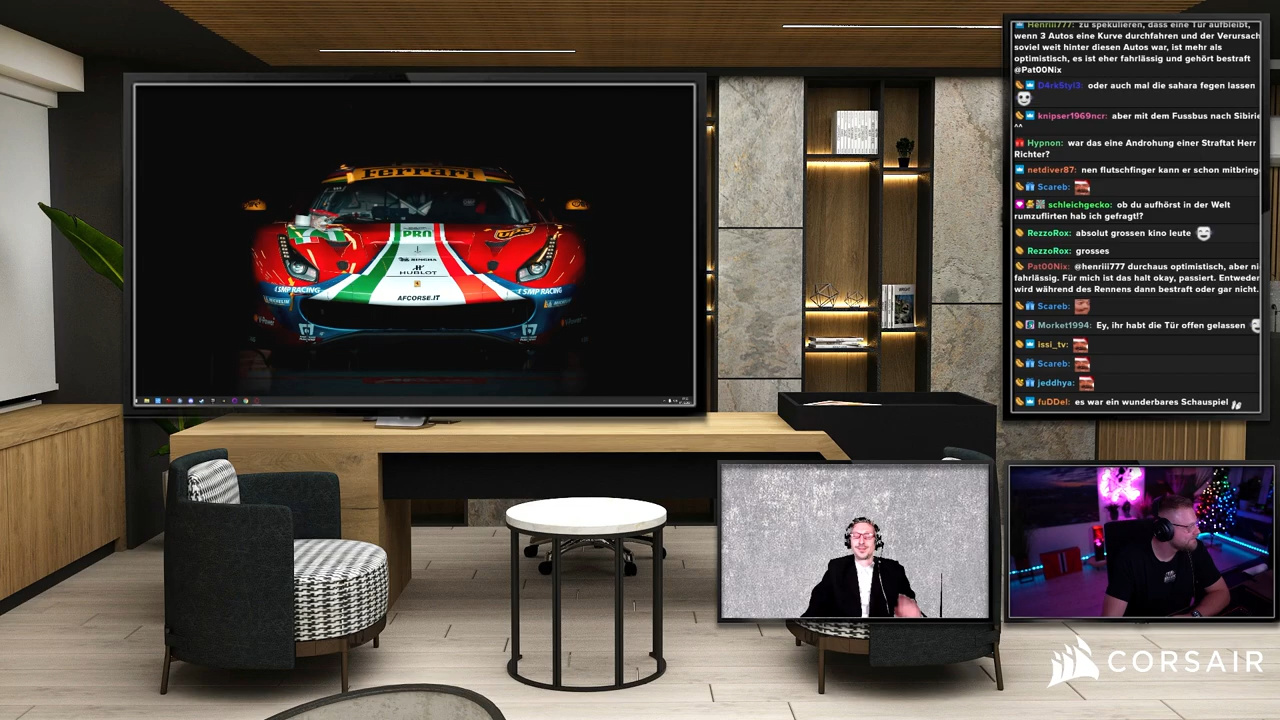 Ferrari
PRN
UPS
SINGHA
HUBLOT
SMP RACING
SMP RACING
MICHELIN
AFCORSE.IT
V-Power
Henriii777: zu spekulieren, dass eine Tür aufbleibt,
wenn 3 Autos eine Kurve durchfahren und der Verursach
soviel weit hinter diesen Autos war, ist mehr als
optimistisch, es ist eher fahrlässig und gehört bestraft
@Pat00Nix
D4rkStyl3: oder auch mal die sahara fegen lassen
knipser1969ncr: aber mit dem Fussbus nach Sibirie
^^
Hypnon: war das eine Androhung einer Straftat Herr
Richter?
netdiver87: nen flutschfinger kann er schon mitbring
Scareb:
schleichgecko: ob du aufhörst in der Welt
rumzuflirten hab ich gefragt!?
RezzoRox: absolut grossen kino leute
RezzoRox: grosses
Pat00Nix: @henriii777 durchaus optimistisch, aber ni
fahrlässig. Für mich ist das halt okay, passiert. Entweder
wird während des Rennens dann bestraft oder gar nicht.
Scareb:
Morket1994: Ey, ihr habt die Tür offen gelassen
issi_tv:
Scareb:
jeddhya:
fuDDel: es war ein wunderbares Schauspiel
CORSAIR